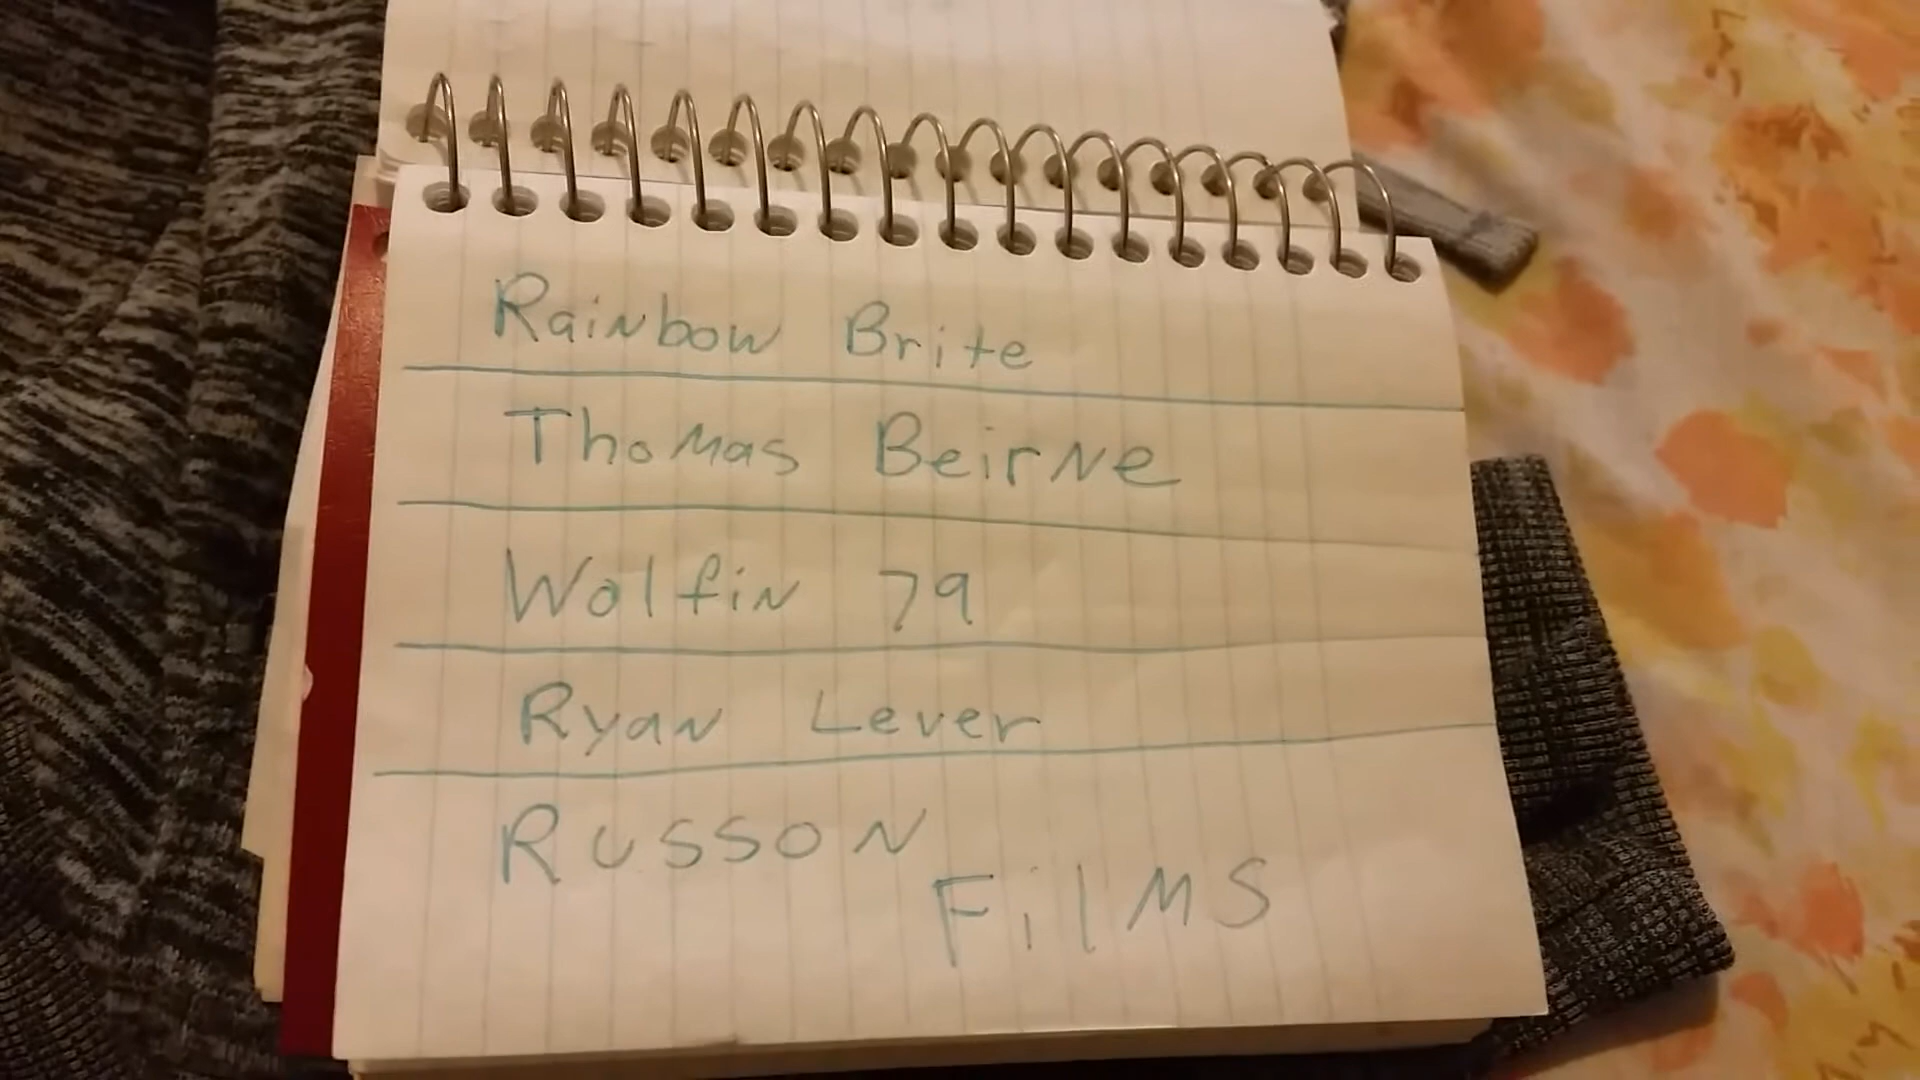 Rainbow Brite
Thomas Beirne
Wolfin 79
Ryan Lever
Russon
Films